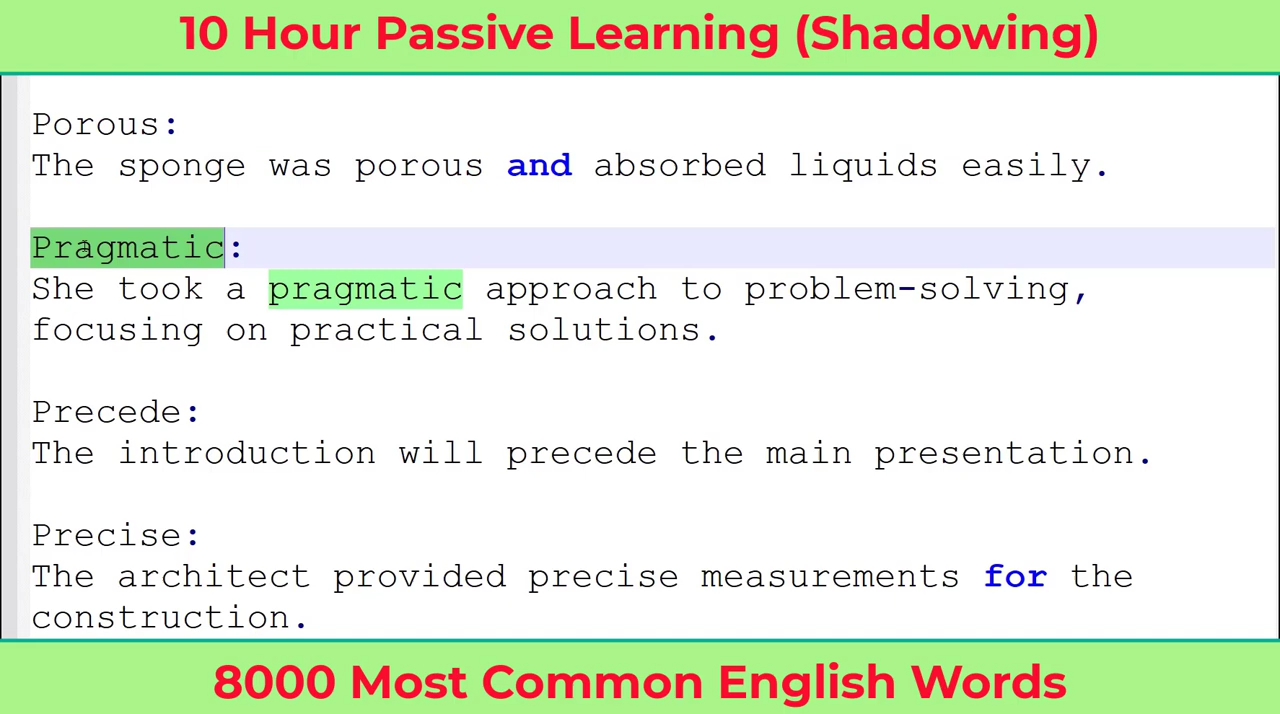 10 Hour Passive Learning (Shadowing)
Porous:
The sponge was porous and absorbed liquids easily.
Pragmatic:
She took a pragmatic approach to problem-solving,
focusing on practical solutions.
Precede:
The introduction will precede the main presentation.
Precise:
The architect provided precise measurements for the
construction.
8000 Most Common English Words